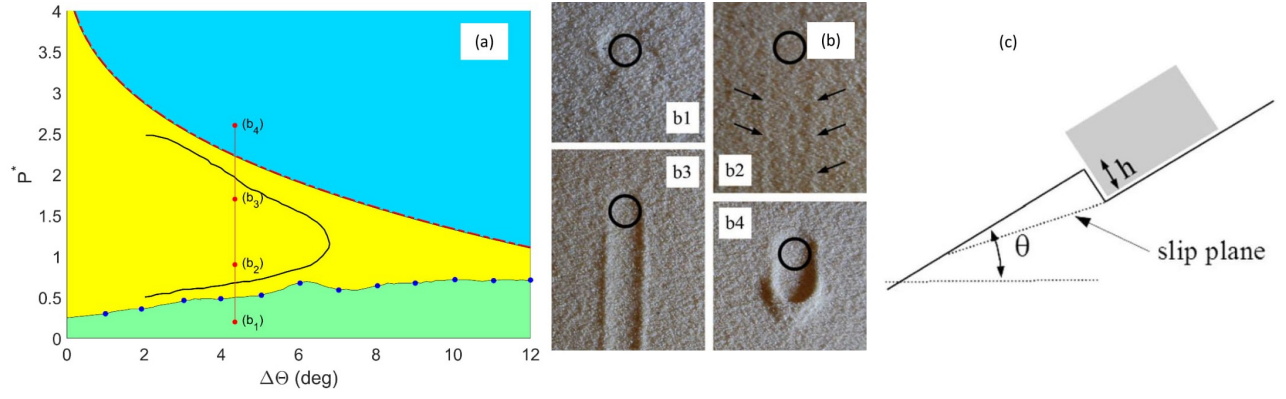 (a)
4
3.5
3
2.5
2
1.5
1
0.5
0
P*
(b4)
(b3)
(b2)
(b1)
0
2
4
6
8
10
12
ΔΘ (deg)
(b)
b1
b2
b3
b4
(c)
h
θ
slip plane